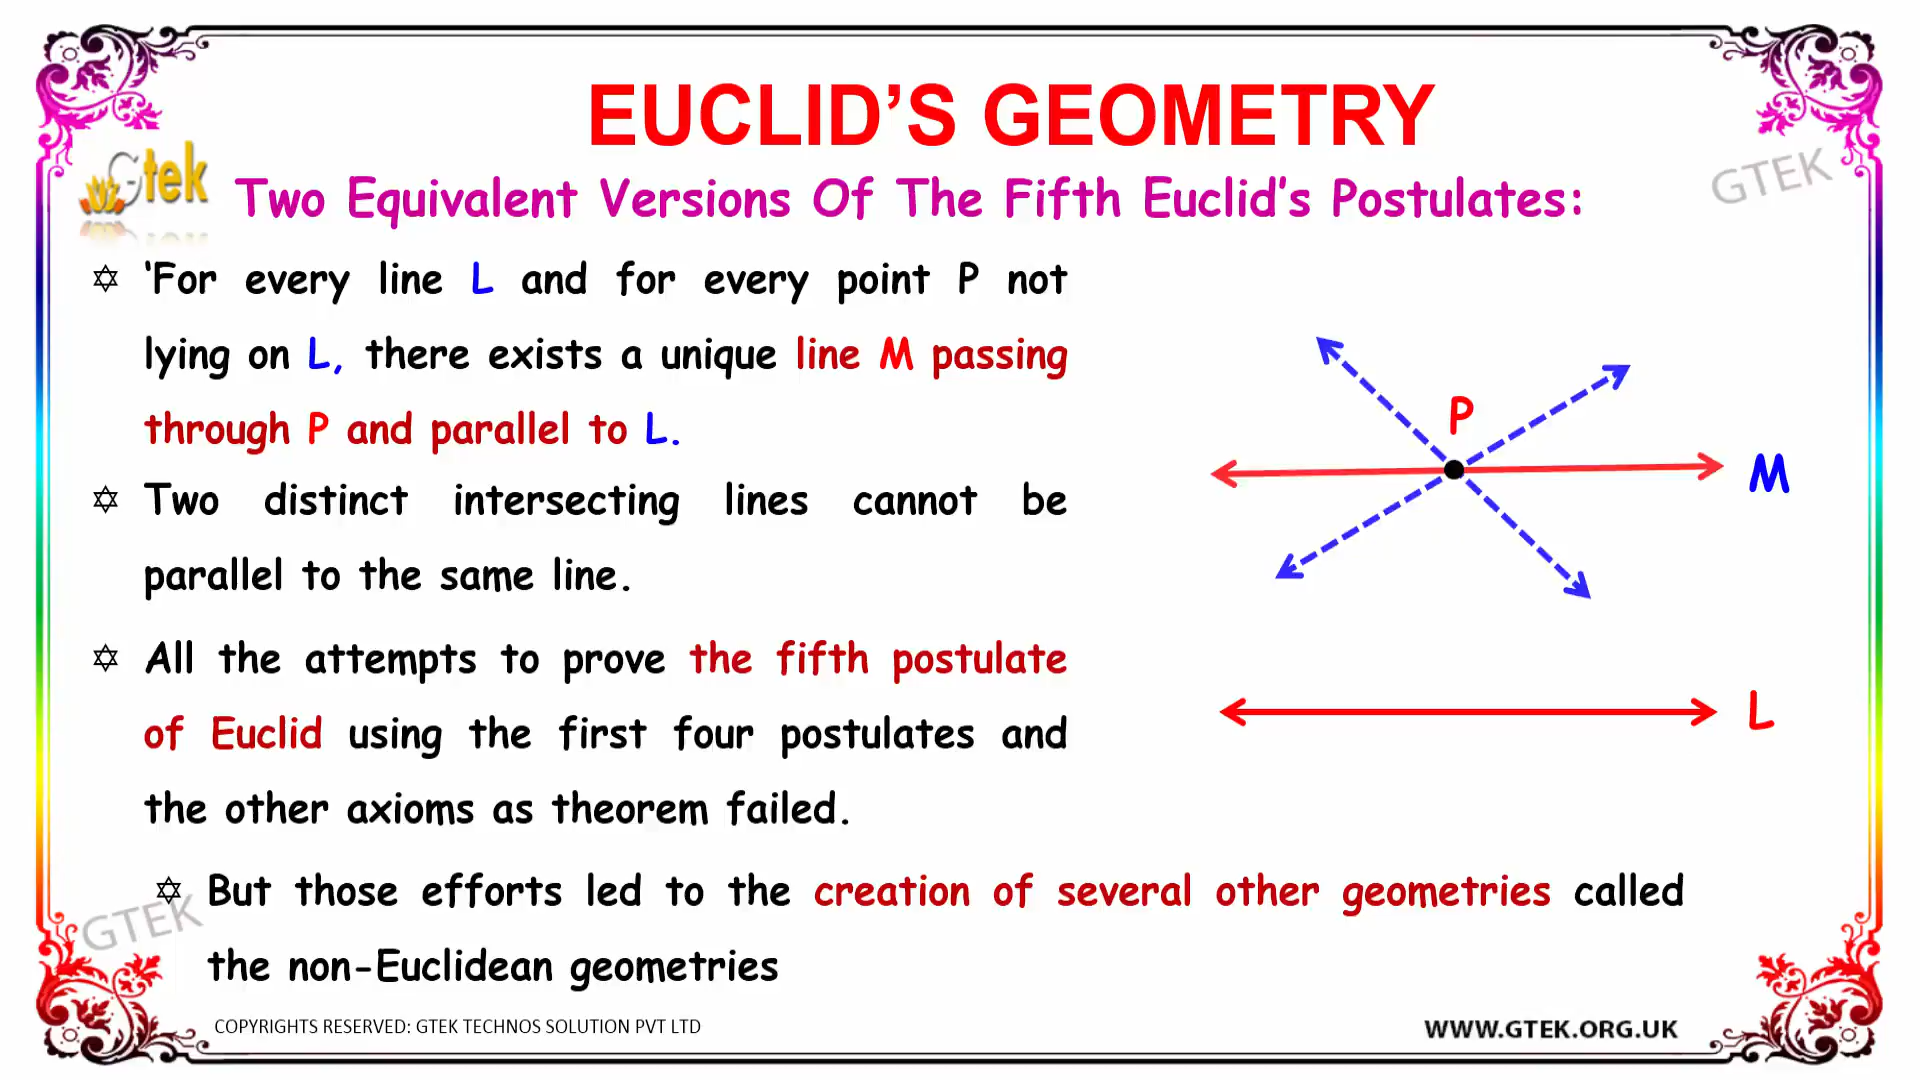 EUCLID’S GEOMETRY
Gtek
GTEK
Two Equivalent Versions Of The Fifth Euclid’s Postulates:
✡ ‘For every line L and for every point P not
lying on L, there exists a unique line M passing
through P and parallel to L.
✡ Two distinct intersecting lines cannot be
parallel to the same line.
✡ All the attempts to prove the fifth postulate
of Euclid using the first four postulates and
the other axioms as theorem failed.
P
M
L
✡ But those efforts led to the creation of several other geometries called
the non-Euclidean geometries
GTEK
COPYRIGHTS RESERVED: GTEK TECHNOS SOLUTION PVT LTD
WWW.GTEK.ORG.UK